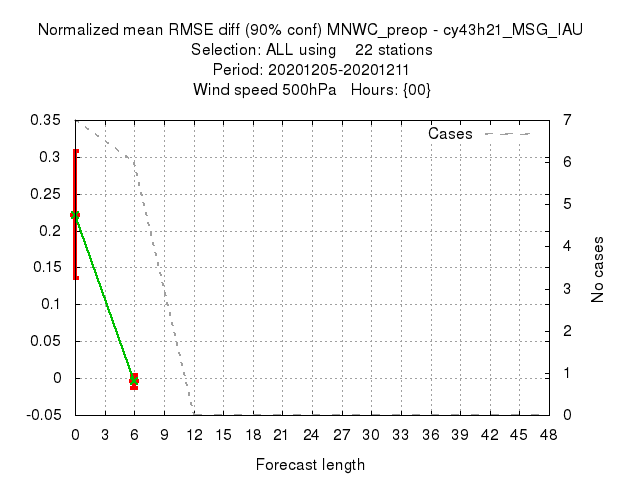 Normalized mean RMSE diff (90% conf) MNWC_preop - cy43h21_MSG_IAU
Selection: ALL using 22 stations
Period: 20201205-20201211
Wind speed 500hPa Hours: {00}
Cases
0.35
0.3
0.25
0.2
0.15
0.1
0.05
0
-0.05
7
6
5
4
3
2
1
0
No cases
0 3 6 9 12 15 18 21 24 27 30 33 36 39 42 45 48
Forecast length